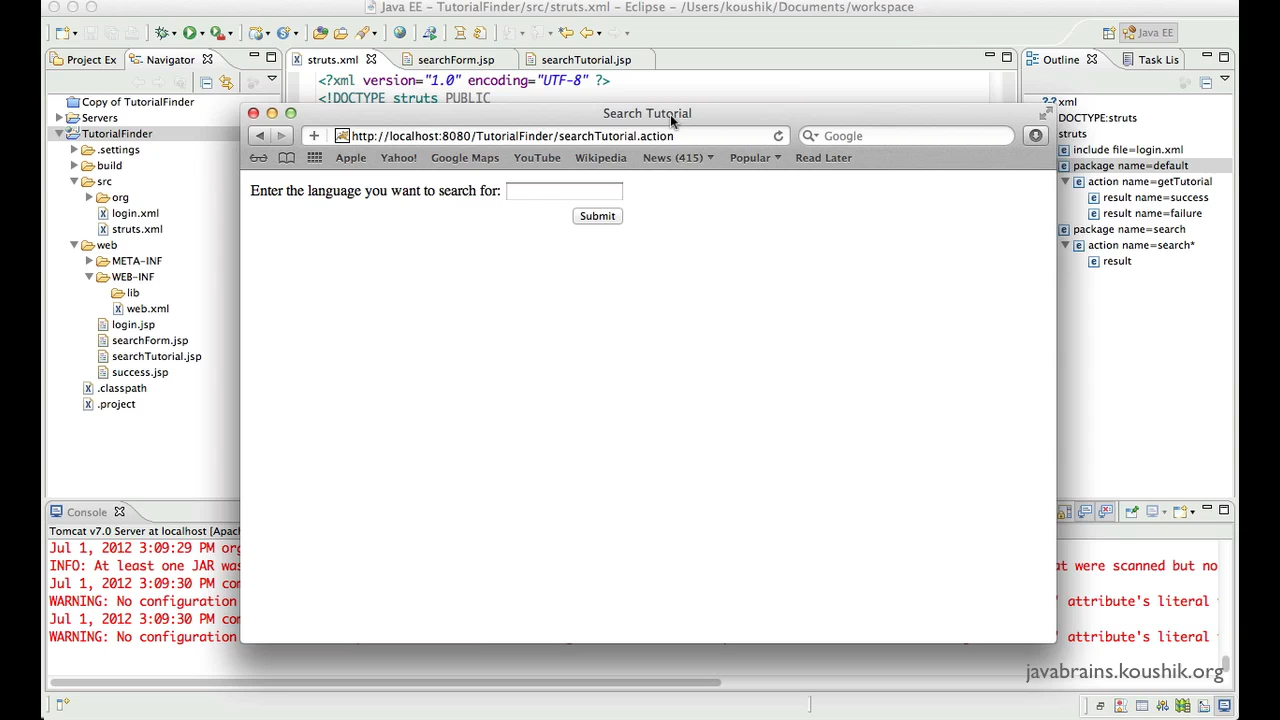 Java EE - TutorialFinder/src/struts.xml - Eclipse - /Users/koushik/Documents/workspace
Java EE
Project Ex
Navigator
struts.xml
searchForm.jsp
searchTutorial.jsp
Outline
Task List
<?xml version="1.0" encoding="UTF-8" ?>
<!DOCTYPE struts PUBLIC
Copy of TutorialFinder
Servers
TutorialFinder
.settings
build
src
org
login.xml
struts.xml
web
META-INF
WEB-INF
lib
web.xml
login.jsp
searchForm.jsp
searchTutorial.jsp
success.jsp
.classpath
.project
Search Tutorial
http://localhost:8080/TutorialFinder/searchTutorial.action
Google
Apple Yahoo! Google Maps YouTube Wikipedia News (415) Popular Read Later
Enter the language you want to search for:
Submit
xml
DOCTYPE:struts
struts
include file=login.xml
package name=default
action name=getTutorial
result name=success
result name=failure
package name=search
action name=search*
result
Console
Tomcat v7.0 Server at localhost [Apac
Jul 1, 2012 3:09:29 PM org
INFO: At least one JAR was
at were scanned but no
Jul 1, 2012 3:09:30 PM com
WARNING: No configuration
' attribute's literal
Jul 1, 2012 3:09:30 PM com
WARNING: No configuration
' attribute's literal
javabrains.koushik.org